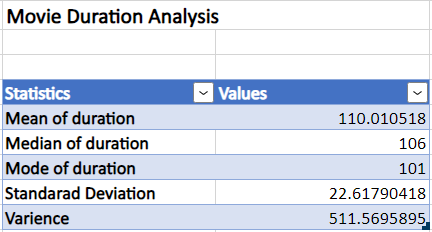 Movie Duration Analysis
Statistics Values
Mean of duration 110.010518
Median of duration 106
Mode of duration 101
Standarad Deviation 22.61790418
Varience 511.5695895